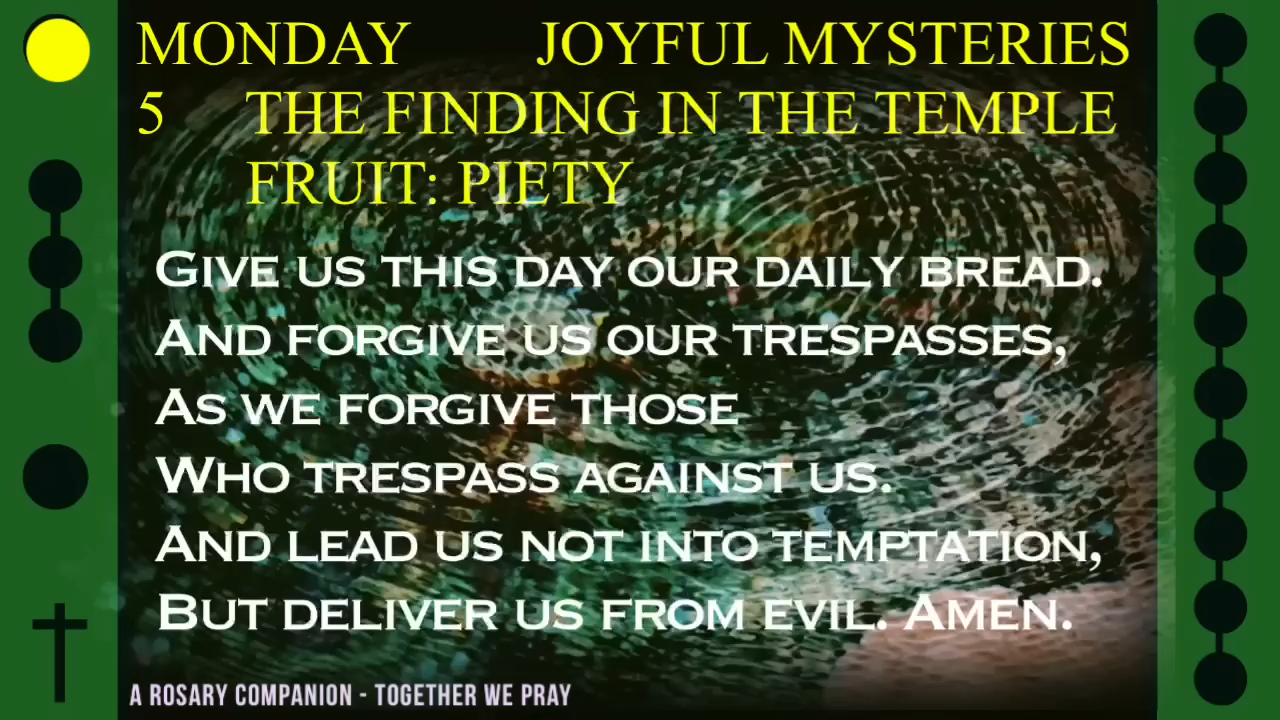 MONDAY JOYFUL MYSTERIES
5 THE FINDING IN THE TEMPLE
FRUIT: PIETY
GIVE US THIS DAY OUR DAILY BREAD.
AND FORGIVE US OUR TRESPASSES,
AS WE FORGIVE THOSE
WHO TRESPASS AGAINST US.
AND LEAD US NOT INTO TEMPTATION,
BUT DELIVER US FROM EVIL. AMEN.
A ROSARY COMPANION - TOGETHER WE PRAY